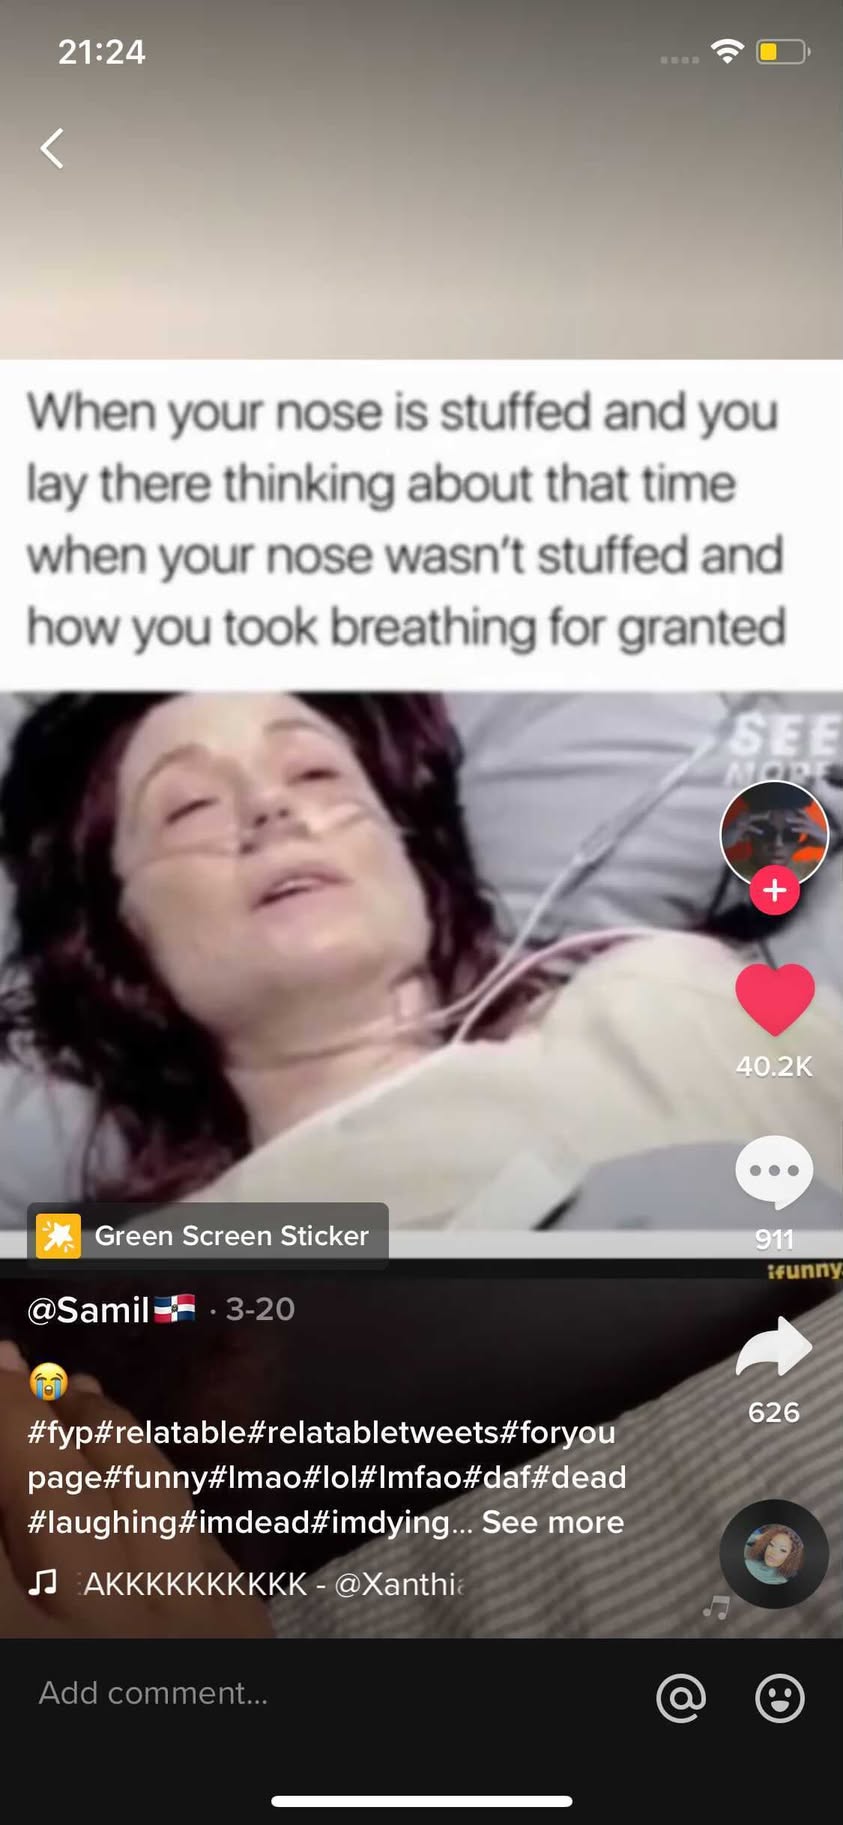 21:24
When your nose is stuffed and you
lay there thinking about that time
when your nose wasn't stuffed and
how you took breathing for granted
SEE
MORE
40.2K
911
Green Screen Sticker
ifunny
@Samil🇩🇴 · 3-20
626
😭
#fyp#relatable#relatabletweets#foryou
page#funny#lmao#lol#lmfao#daf#dead
#laughing#imdead#imdying... See more
AKKKKKKKKKK - @Xanthi
Add comment...